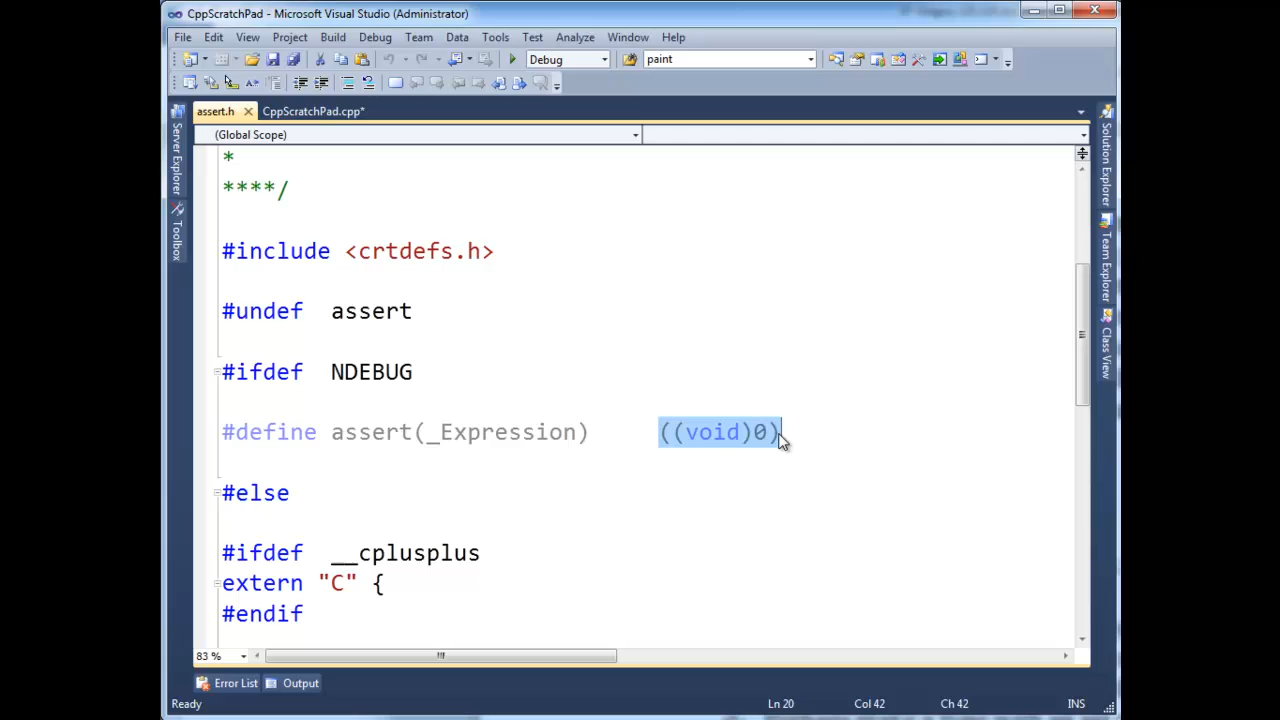 CppScratchPad - Microsoft Visual Studio (Administrator)
File Edit View Project Build Debug Team Data Tools Test Analyze Window Help
Debug paint
assert.h CppScratchPad.cpp*
(Global Scope)
Server Explorer
Toolbox
Solution Explorer
Team Explorer
Class View
*
****/
#include <crtdefs.h>
#undef assert
#ifdef NDEBUG
#define assert(_Expression) ((void)0)
#else
#ifdef __cplusplus
extern "C" {
#endif
83 %
Error List Output
Ready Ln 20 Col 42 Ch 42 INS